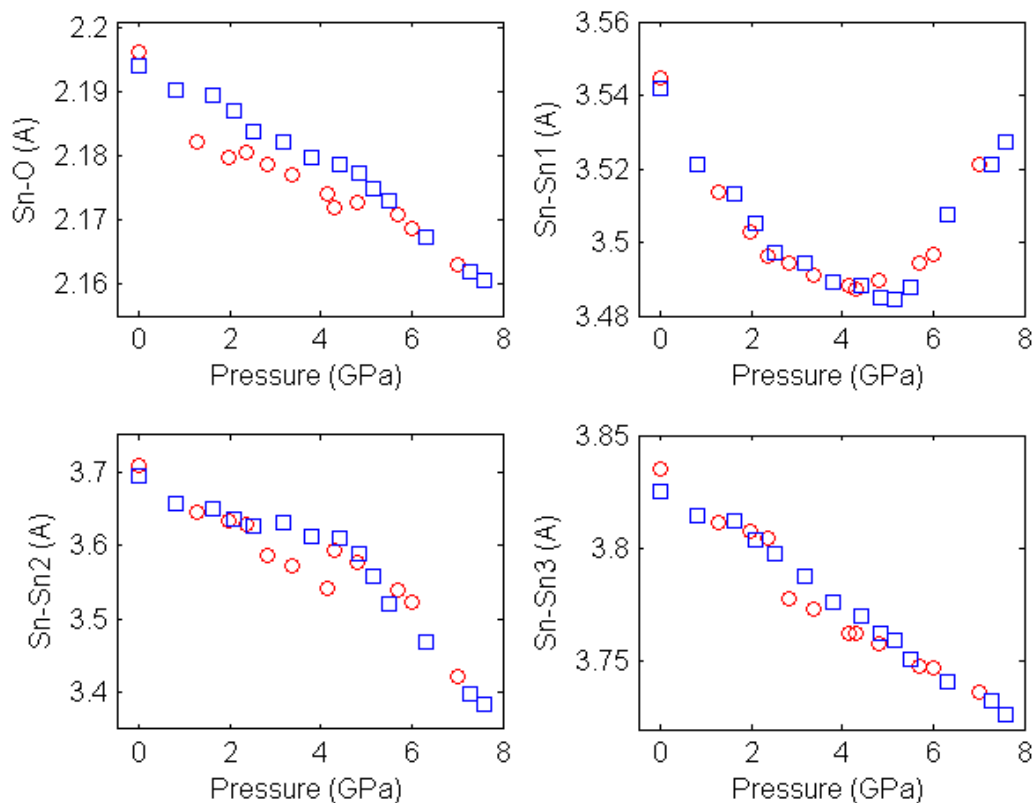 2.2
2.19
2.18
2.17
2.16
Sn-O (A)
0 2 4 6 8
Pressure (GPa)
3.56
3.54
3.52
3.5
3.48
Sn-Sn1 (A)
0 2 4 6 8
Pressure (GPa)
3.7
3.6
3.5
3.4
Sn-Sn2 (A)
0 2 4 6 8
Pressure (GPa)
3.85
3.8
3.75
Sn-Sn3 (A)
0 2 4 6 8
Pressure (GPa)